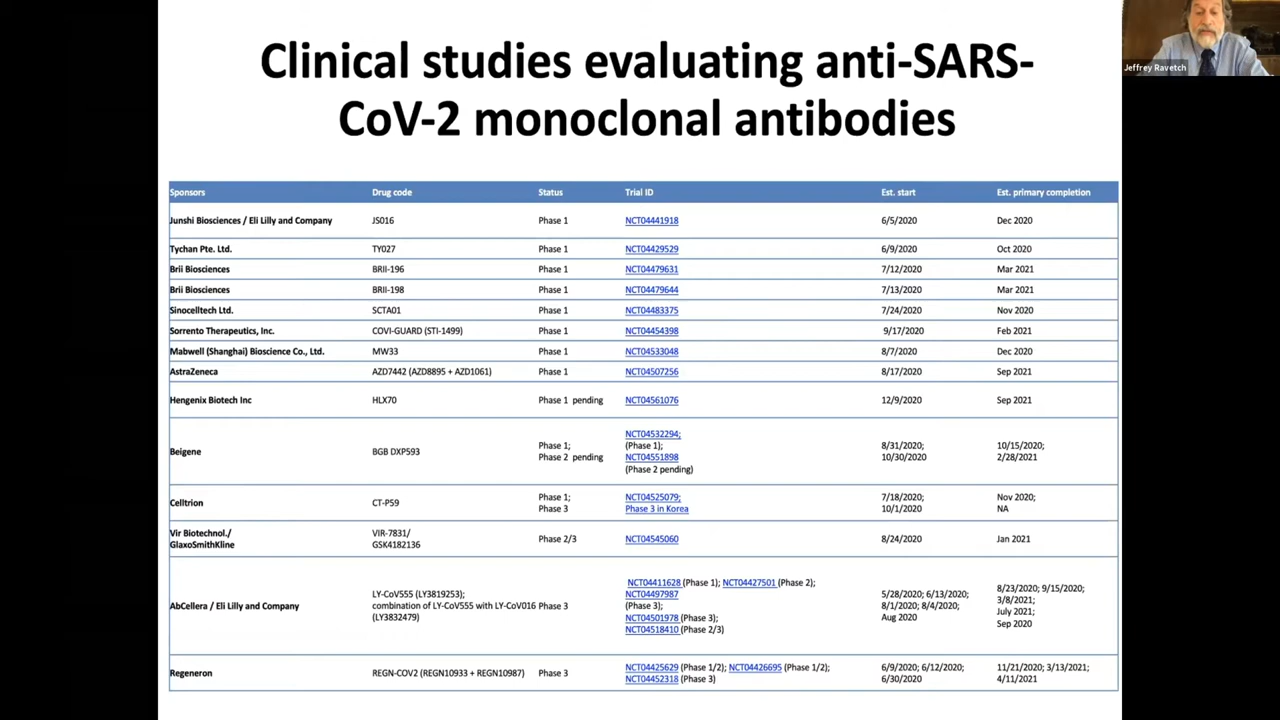 Clinical studies evaluating anti-SARS-
CoV-2 monoclonal antibodies
Jeffrey Ravetch
Sponsors Drug code Status Trial ID Est. start Est. primary completion
Junshi Biosciences / Eli Lilly and Company JS016 Phase 1 NCT04441918 6/5/2020 Dec 2020
Tychan Pte. Ltd. TY027 Phase 1 NCT04429529 6/9/2020 Oct 2020
Brii Biosciences BRII-196 Phase 1 NCT04479631 7/12/2020 Mar 2021
Brii Biosciences BRII-198 Phase 1 NCT04479644 7/13/2020 Mar 2021
Sinocelltech Ltd. SCTA01 Phase 1 NCT04483375 7/24/2020 Nov 2020
Sorrento Therapeutics, Inc. COVI-GUARD (STI-1499) Phase 1 NCT04454398 9/17/2020 Feb 2021
Mabwell (Shanghai) Bioscience Co., Ltd. MW33 Phase 1 NCT04533048 8/7/2020 Dec 2020
AstraZeneca AZD7442 (AZD8895 + AZD1061) Phase 1 NCT04507256 8/17/2020 Sep 2021
Hengenix Biotech Inc HLX70 Phase 1 pending NCT04561076 12/9/2020 Sep 2021
Beigene BGB DXP593 Phase 1;
Phase 2 pending
NCT04532294;
(Phase 1);
NCT04551898
(Phase 2 pending)
8/31/2020;
10/30/2020
10/15/2020;
2/28/2021
Celltrion CT-P59 Phase 1;
Phase 3
NCT04525079;
Phase 3 in Korea
7/18/2020;
10/1/2020
Nov 2020;
NA
Vir Biotechnol./
GlaxoSmithKline
VIR-7831/
GSK4182136
Phase 2/3 NCT04545060 8/24/2020 Jan 2021
AbCellera / Eli Lilly and Company
LY-CoV555 (LY3819253);
combination of LY-CoV555 with LY-CoV016
(LY3832479)
Phase 3
NCT04411628 (Phase 1); NCT04427501 (Phase 2);
NCT04497987
(Phase 3);
NCT04501978 (Phase 3);
NCT04518410 (Phase 2/3)
5/28/2020; 6/13/2020;
8/1/2020; 8/4/2020;
Aug 2020
8/23/2020; 9/15/2020;
3/8/2021;
July 2021;
Sep 2020
Regeneron REGN-COV2 (REGN10933 + REGN10987) Phase 3
NCT04425629 (Phase 1/2); NCT04426695 (Phase 1/2);
NCT04452318 (Phase 3)
6/9/2020; 6/12/2020;
6/30/2020
11/21/2020; 3/13/2021;
4/11/2021